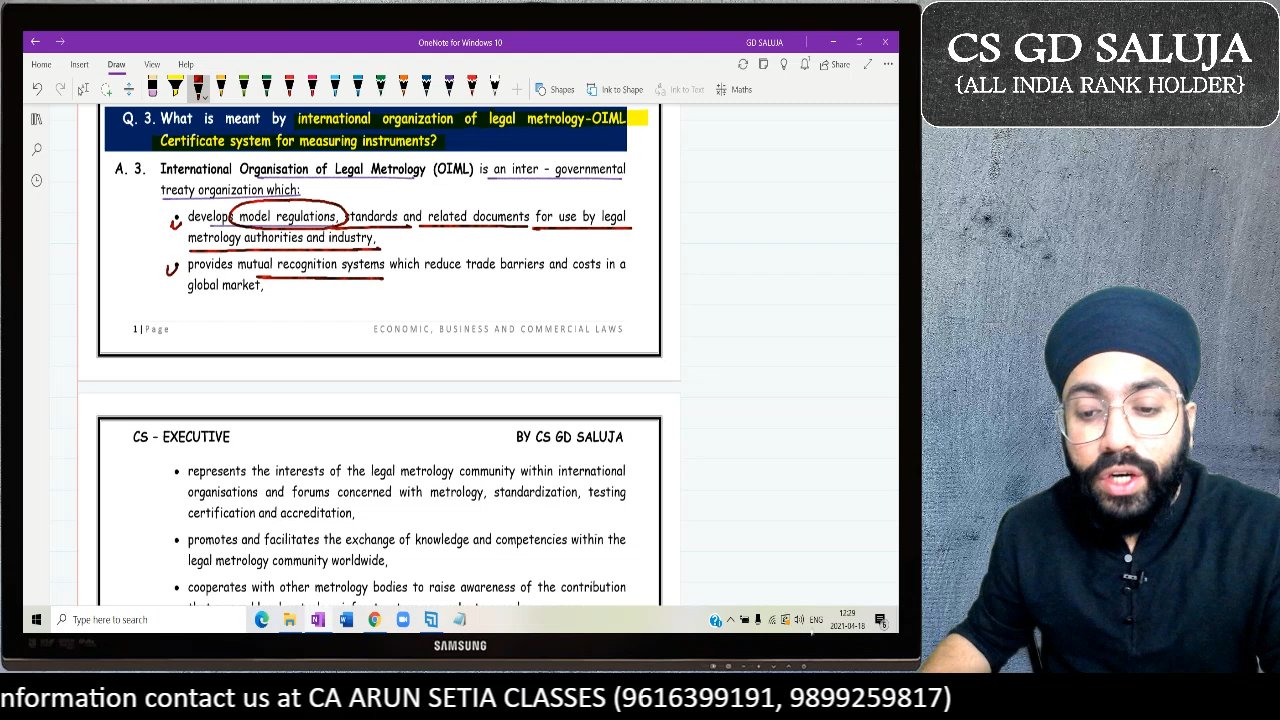 OneNote for Windows 10
GD SALUJA
Home Insert Draw View Help
Share
Shapes Ink to Shape Ink to Text Maths
Q. 3. What is meant by international organization of legal metrology-OIML
Certificate system for measuring instruments?
A. 3. International Organisation of Legal Metrology (OIML) is an inter - governmental
treaty organization which:
• develops model regulations, standards and related documents for use by legal
metrology authorities and industry,
• provides mutual recognition systems which reduce trade barriers and costs in a
global market,
1 | Page ECONOMIC, BUSINESS AND COMMERCIAL LAWS
CS - EXECUTIVE BY CS GD SALUJA
• represents the interests of the legal metrology community within international
organisations and forums concerned with metrology, standardization, testing
certification and accreditation,
• promotes and facilitates the exchange of knowledge and competencies within the
legal metrology community worldwide,
• cooperates with other metrology bodies to raise awareness of the contribution
Type here to search
ENG
12:29
2021-04-18
SAMSUNG
CS GD SALUJA
{ALL INDIA RANK HOLDER}
nformation contact us at CA ARUN SETIA CLASSES (9616399191, 9899259817)